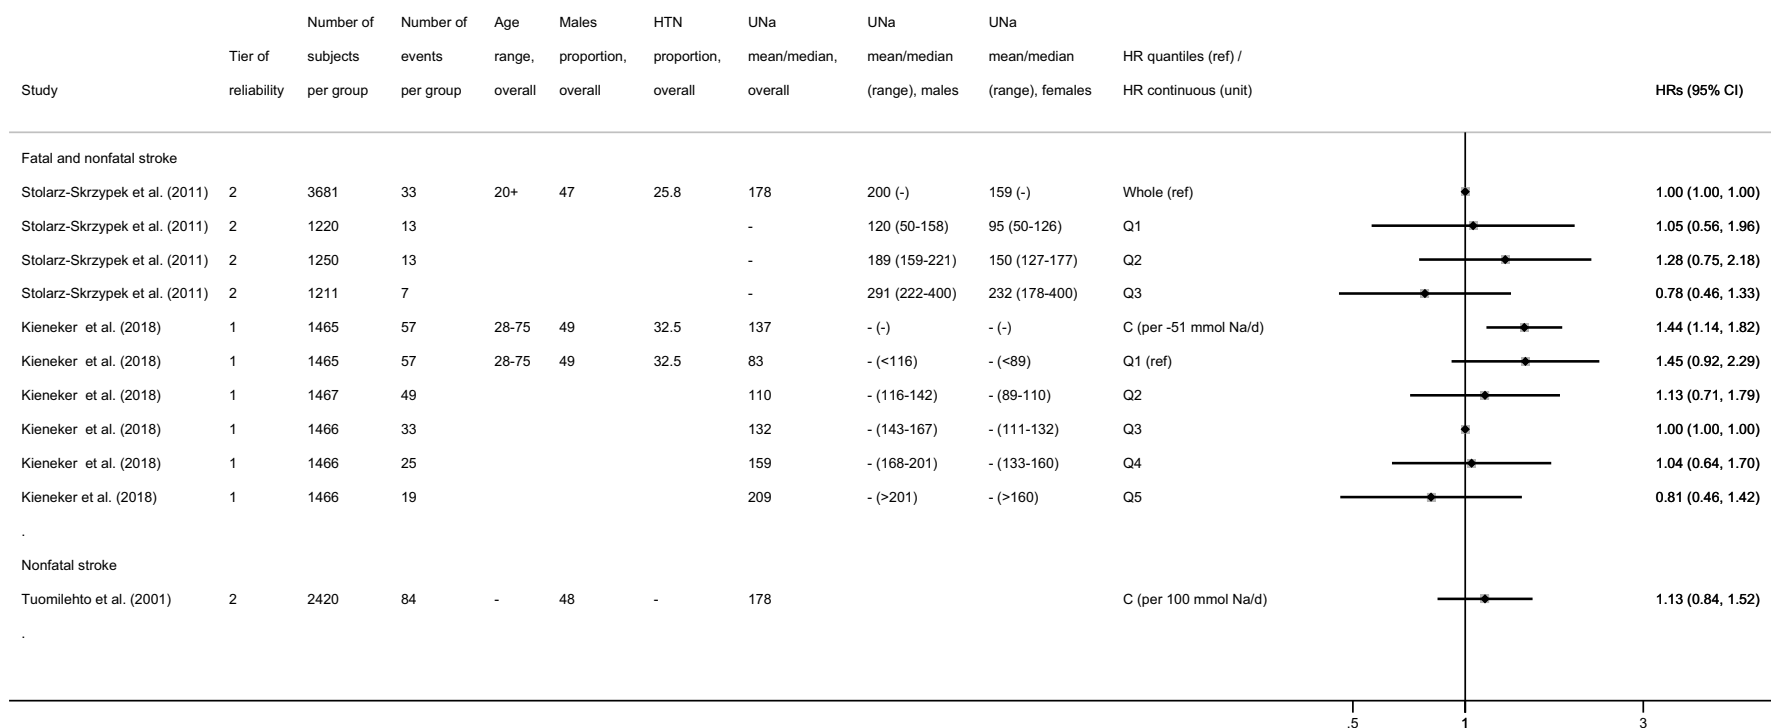 Number of Number of Age Males HTN UNa UNa UNa
Tier of subjects events range, proportion, proportion, mean/median, mean/median mean/median HR quantiles (ref) /
Study reliability per group per group overall overall overall overall (range), males (range), females HR continuous (unit) HRs (95% CI)
Fatal and nonfatal stroke
Stolarz-Skrzypek et al. (2011) 2 3681 33 20+ 47 25.8 178 200 (-) 159 (-) Whole (ref) 1.00 (1.00, 1.00)
Stolarz-Skrzypek et al. (2011) 2 1220 13 - 120 (50-158) 95 (50-126) Q1 1.05 (0.56, 1.96)
Stolarz-Skrzypek et al. (2011) 2 1250 13 - 189 (159-221) 150 (127-177) Q2 1.28 (0.75, 2.18)
Stolarz-Skrzypek et al. (2011) 2 1211 7 - 291 (222-400) 232 (178-400) Q3 0.78 (0.46, 1.33)
Kieneker et al. (2018) 1 1465 57 28-75 49 32.5 137 - (-) - (-) C (per -51 mmol Na/d) 1.44 (1.14, 1.82)
Kieneker et al. (2018) 1 1465 57 28-75 49 32.5 83 - (<116) - (<89) Q1 (ref) 1.45 (0.92, 2.29)
Kieneker et al. (2018) 1 1467 49 110 - (116-142) - (89-110) Q2 1.13 (0.71, 1.79)
Kieneker et al. (2018) 1 1466 33 132 - (143-167) - (111-132) Q3 1.00 (1.00, 1.00)
Kieneker et al. (2018) 1 1466 25 159 - (168-201) - (133-160) Q4 1.04 (0.64, 1.70)
Kieneker et al. (2018) 1 1466 19 209 - (>201) - (>160) Q5 0.81 (0.46, 1.42)
.
Nonfatal stroke
Tuomilehto et al. (2001) 2 2420 84 - 48 - 178 C (per 100 mmol Na/d) 1.13 (0.84, 1.52)
.
.5 1 3